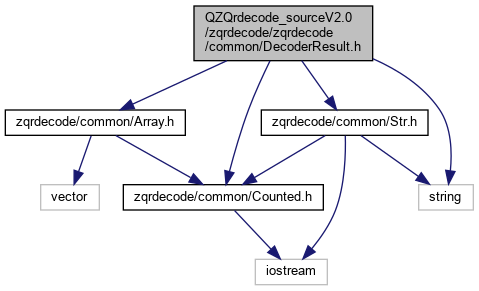 QZQrdecode_sourceV2.0
/zqrdecode/zqrdecode
/common/DecoderResult.h
zqrdecode/common/Array.h
zqrdecode/common/Str.h
vector
zqrdecode/common/Counted.h
string
iostream